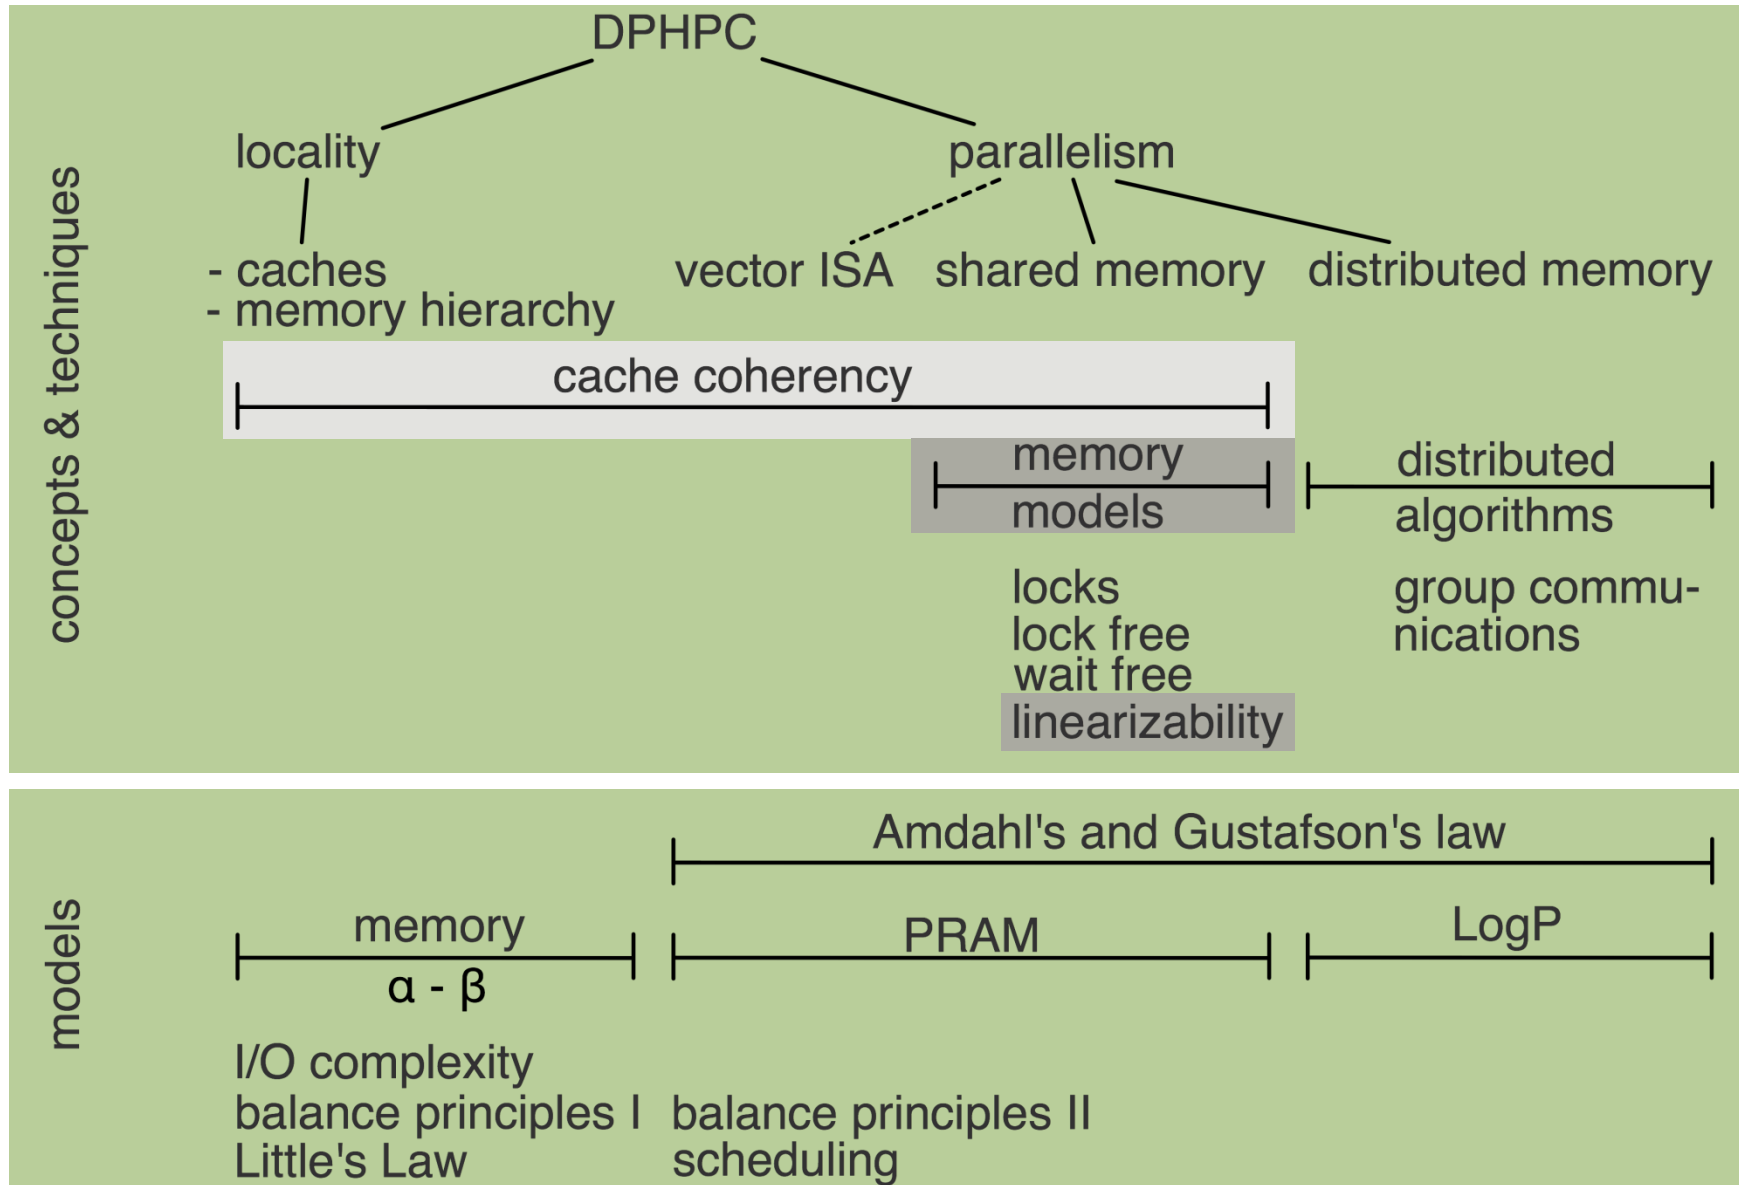 DPHPC
locality
parallelism
- caches
- memory hierarchy
vector ISA
shared memory
distributed memory
cache coherency
memory
models
distributed
algorithms
locks
lock free
wait free
linearizability
group commu-
nications
concepts & techniques
Amdahl's and Gustafson's law
memory
α - β
PRAM
LogP
I/O complexity
balance principles I
Little's Law
balance principles II
scheduling
models